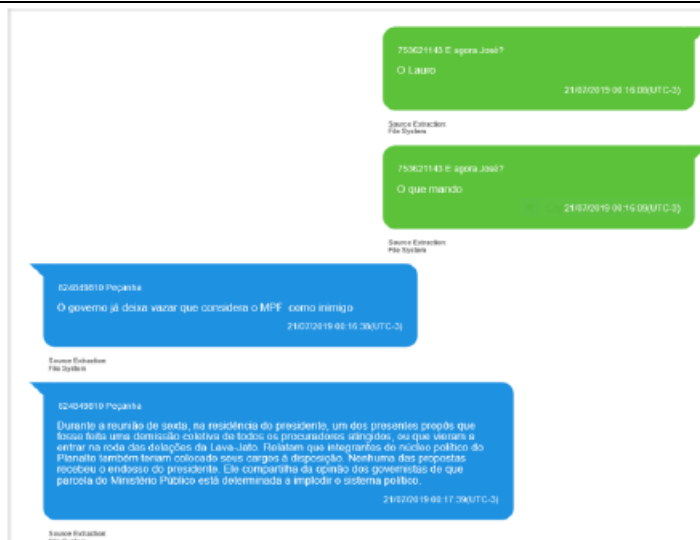 753621143 E agora José?
O Lauro
21/07/2019 00:16:08(UTC-3)
Source Extraction
File System
753621143 E agora José?
O que mando
21/07/2019 00:16:09(UTC-3)
Source Extraction
File System
Peçanha
O governo já deixa vazar que considera o MPF como inimigo
21/07/2019 00:16:38(UTC-3)
Source Extraction
File System
Peçanha
Durante a reunião de sexta, na residência do presidente, um dos presentes propôs que
fosse feita uma demissão coletiva de todos os procuradores atingidos, ou que vieram a
entrar na roda das delações da Lava-Jato. Relatam que integrantes do núcleo político do
Planalto também teriam colocado seus cargos à disposição. Nenhuma das propostas
recebeu o endosso do presidente. Ele compartilha da opinião dos governistas de que
parcela do Ministério Público está determinada a implodir o sistema político.
21/07/2019 00:17:39(UTC-3)
Source Extraction